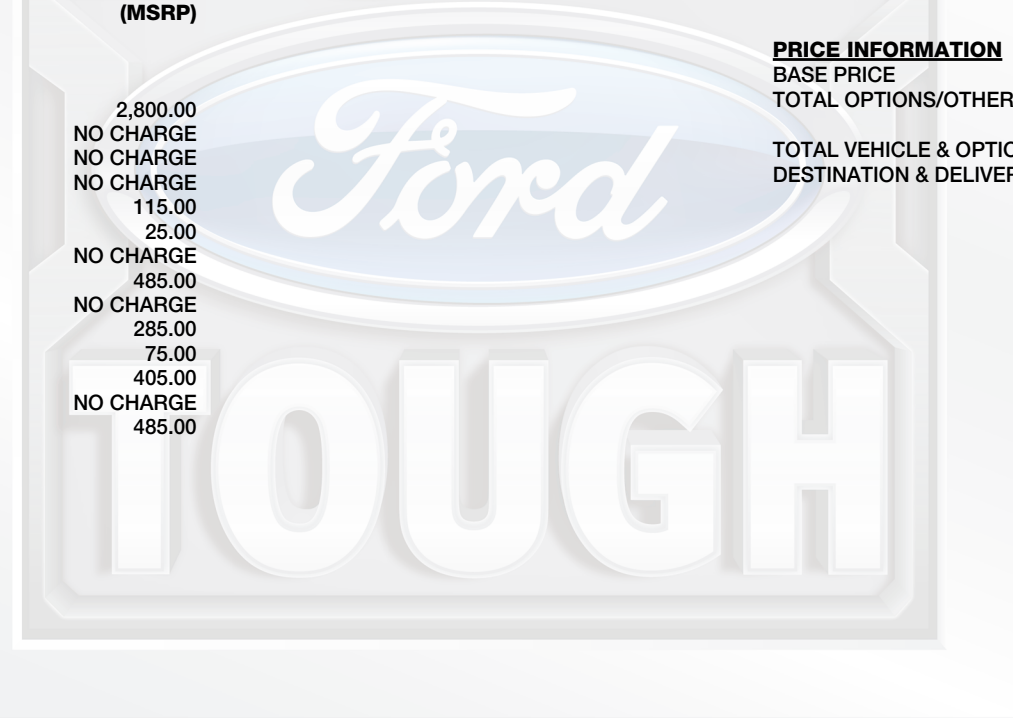 (MSRP)
2,800.00
NO CHARGE
NO CHARGE
NO CHARGE
115.00
25.00
NO CHARGE
485.00
NO CHARGE
285.00
75.00
405.00
NO CHARGE
485.00
PRICE INFORMATION
BASE PRICE
TOTAL OPTIONS/OTHER
TOTAL VEHICLE & OPTIO
DESTINATION & DELIVER
Ford
TOUGH